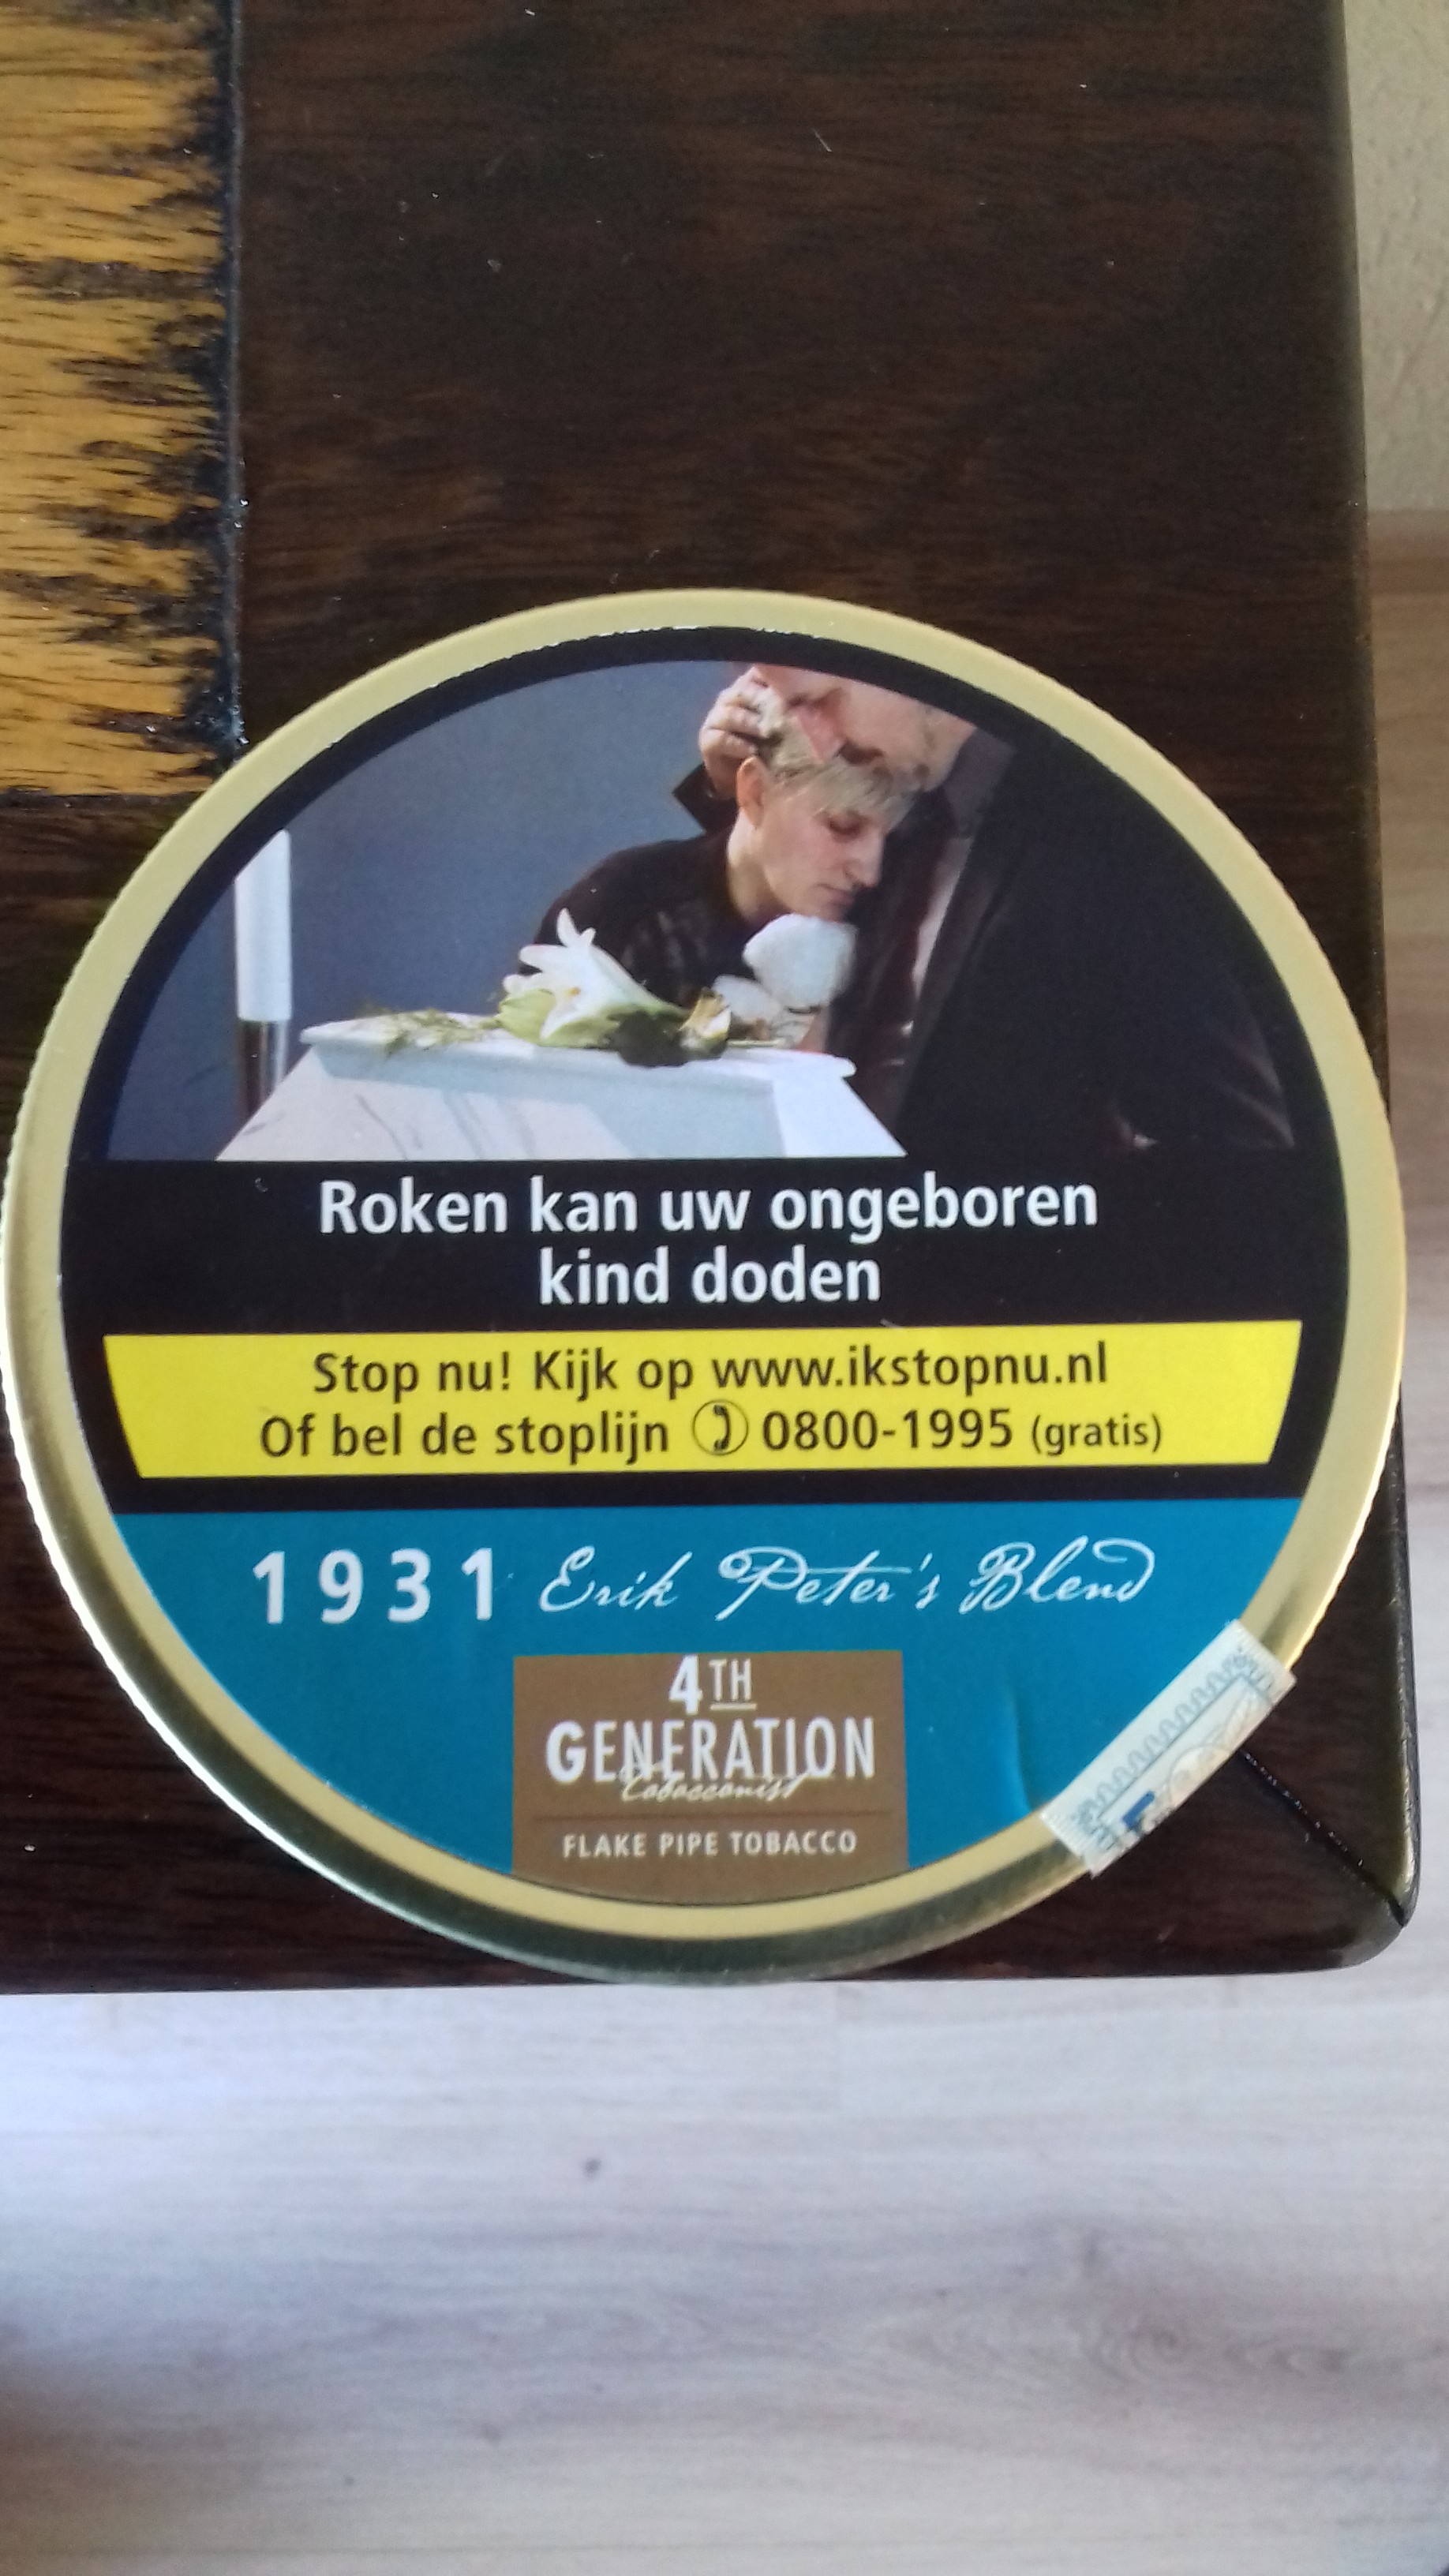 Roken kan uw ongeboren
kind doden
Stop nu! Kijk op www.ikstopnu.nl
Of bel de stoplijn 0800-1995 (gratis)
1931 Erik Peter's Blend
4TH
GENERATION
Tobacconist
FLAKE PIPE TOBACCO